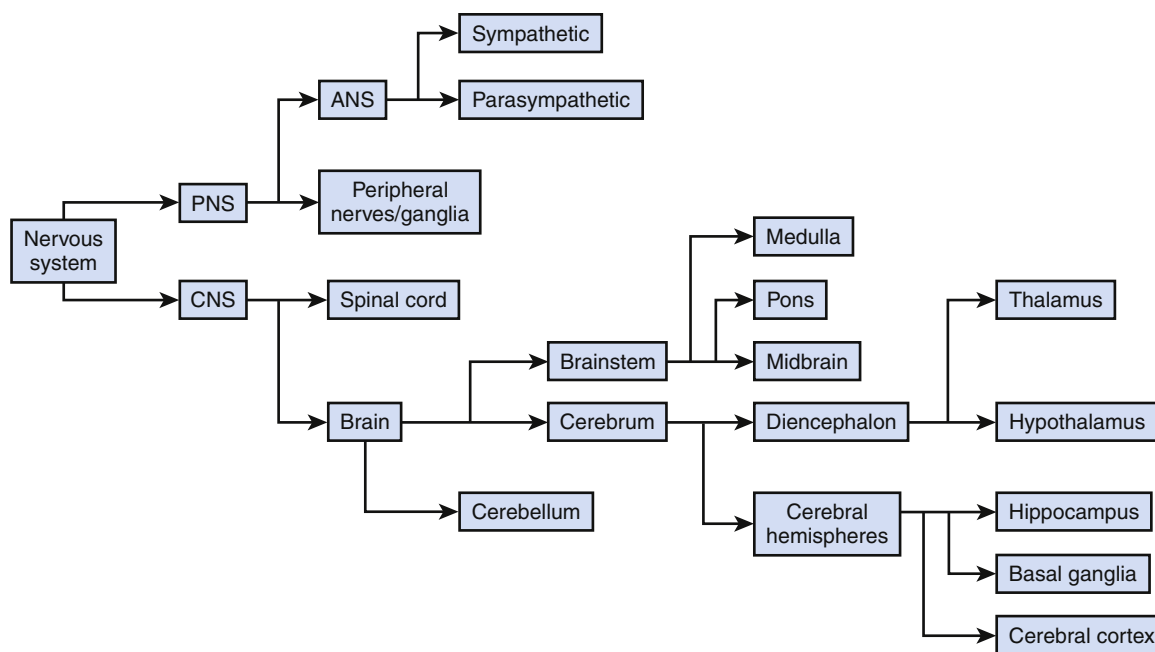 Sympathetic
ANS
Parasympathetic
Peripheral
nerves/ganglia
PNS
Nervous
system
Medulla
CNS
Spinal cord
Pons
Thalamus
Brainstem
Midbrain
Brain
Cerebrum
Diencephalon
Hypothalamus
Cerebellum
Cerebral
hemispheres
Hippocampus
Basal ganglia
Cerebral cortex